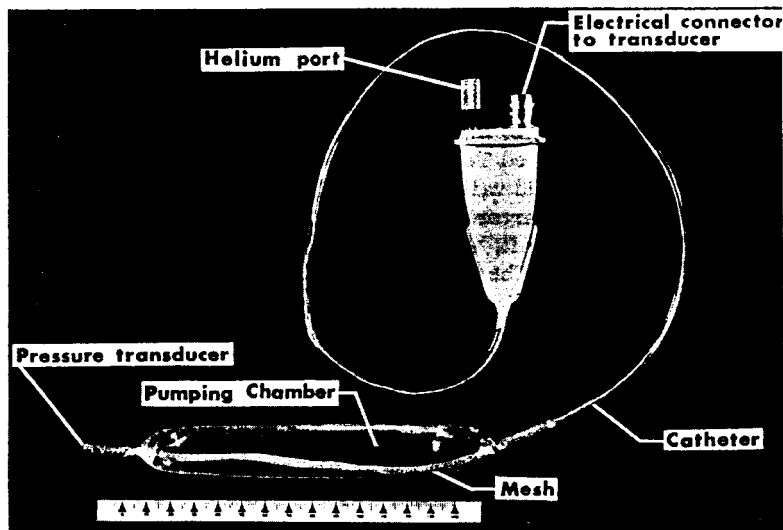 Electrical connector
to transducer
Helium port
Pressure transducer
Pumping Chamber
Catheter
Mesh